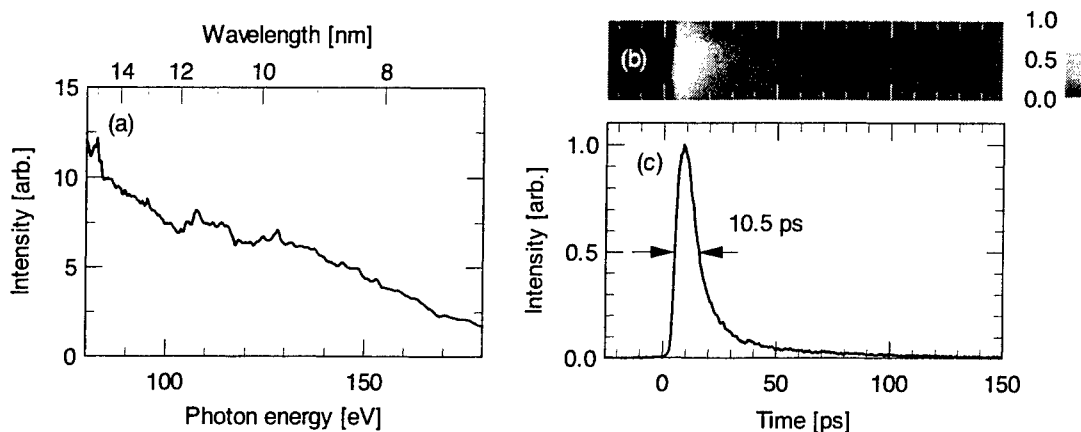 Wavelength [nm]
14 12 10 8
15
10
5
0
Intensity [arb.]
(a)
100 150
Photon energy [eV]
(b)
1.0
0.5
0.0
1.0
0.5
0.0
Intensity [arb.]
(c)
10.5 ps
0 50 100 150
Time [ps]